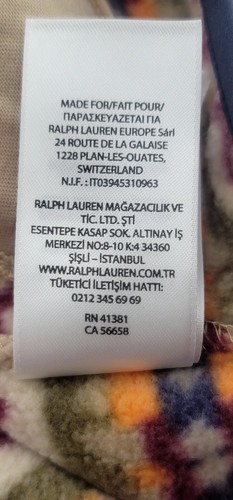 MADE FOR/FAIT POUR/
ΠΑΡΑΣΚΕΥΑΖΕΤΑΙ ΓΙΑ
RALPH LAUREN EUROPE Sárl
24 ROUTE DE LA GALAISE
1228 PLAN-LES-OUATES,
SWITZERLAND
N.I.F. : IT03945310963
RALPH LAUREN MAĞAZACILIK VE
TİC. LTD. ŞTİ
ESENTEPE KASAP SOK. ALTINAY İŞ
MERKEZİ NO:8-10 K:4 34360
ŞİŞLİ – İSTANBUL
WWW.RALPHLAUREN.COM.TR
TÜKETİCİ İLETİŞİM HATTI:
0212 345 69 69
RN 41381
CA 56658